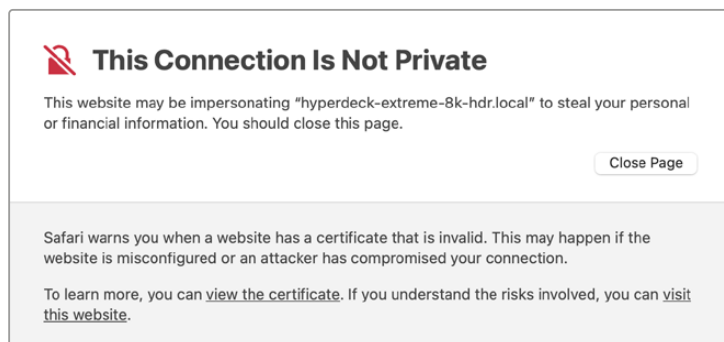 This Connection Is Not Private
This website may be impersonating “hyperdeck-extreme-8k-hdr.local” to steal your personal
or financial information. You should close this page.
Close Page
Safari warns you when a website has a certificate that is invalid. This may happen if the
website is misconfigured or an attacker has compromised your connection.
To learn more, you can view the certificate. If you understand the risks involved, you can visit
this website.